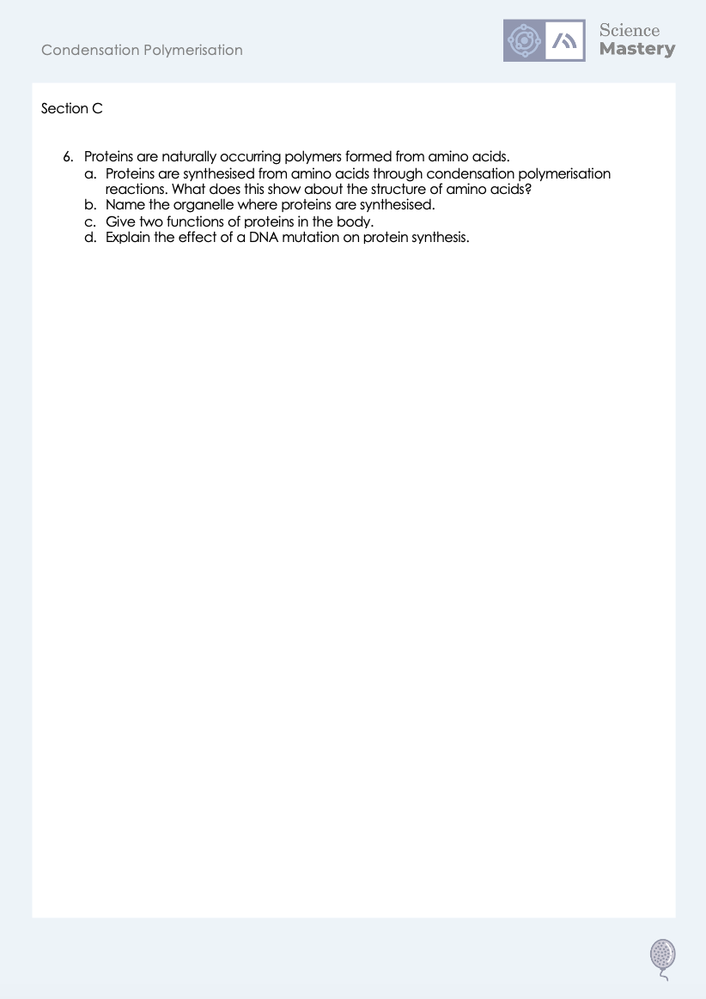 Condensation Polymerisation
Science
Mastery
Section C
6. Proteins are naturally occurring polymers formed from amino acids.
a. Proteins are synthesised from amino acids through condensation polymerisation
reactions. What does this show about the structure of amino acids?
b. Name the organelle where proteins are synthesised.
c. Give two functions of proteins in the body.
d. Explain the effect of a DNA mutation on protein synthesis.